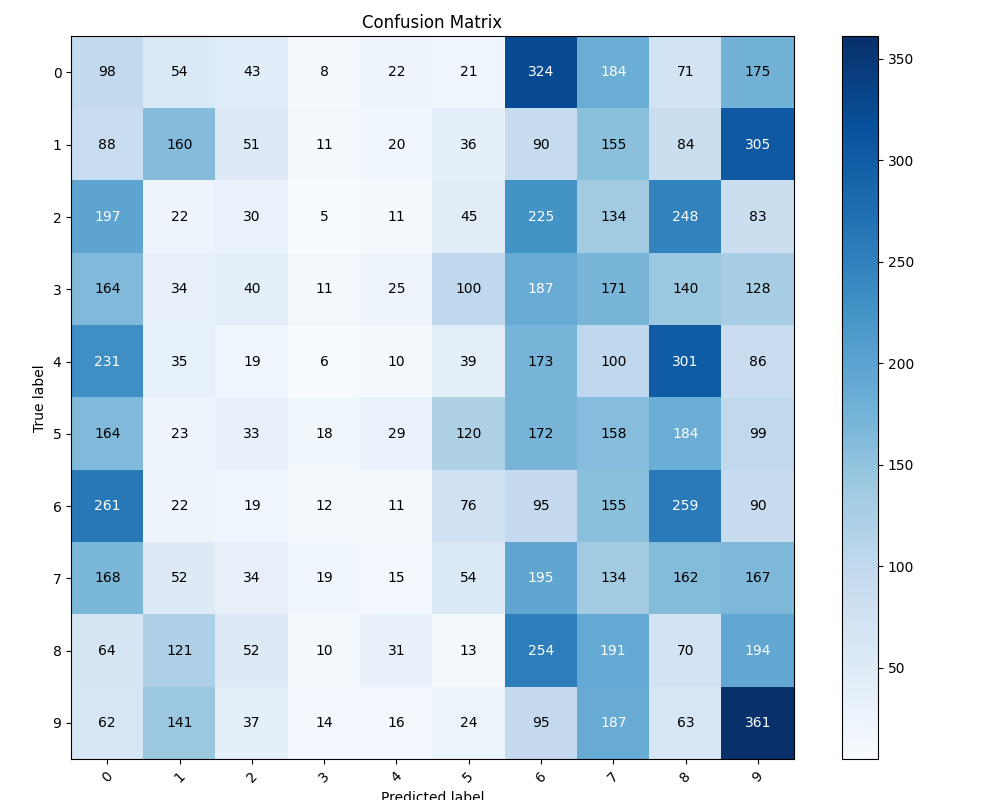 Confusion Matrix
0 98 54 43 8 22 21 324 184 71 175
1 88 160 51 11 20 36 90 155 84 305
2 197 22 30 5 11 45 225 134 248 83
3 164 34 40 11 25 100 187 171 140 128
4 231 35 19 6 10 39 173 100 301 86
5 164 23 33 18 29 120 172 158 184 99
6 261 22 19 12 11 76 95 155 259 90
7 168 52 34 19 15 54 195 134 162 167
8 64 121 52 10 31 13 254 191 70 194
9 62 141 37 14 16 24 95 187 63 361
0 1 2 3 4 5 6 7 8 9
True label
Predicted label
350
300
250
200
150
100
50